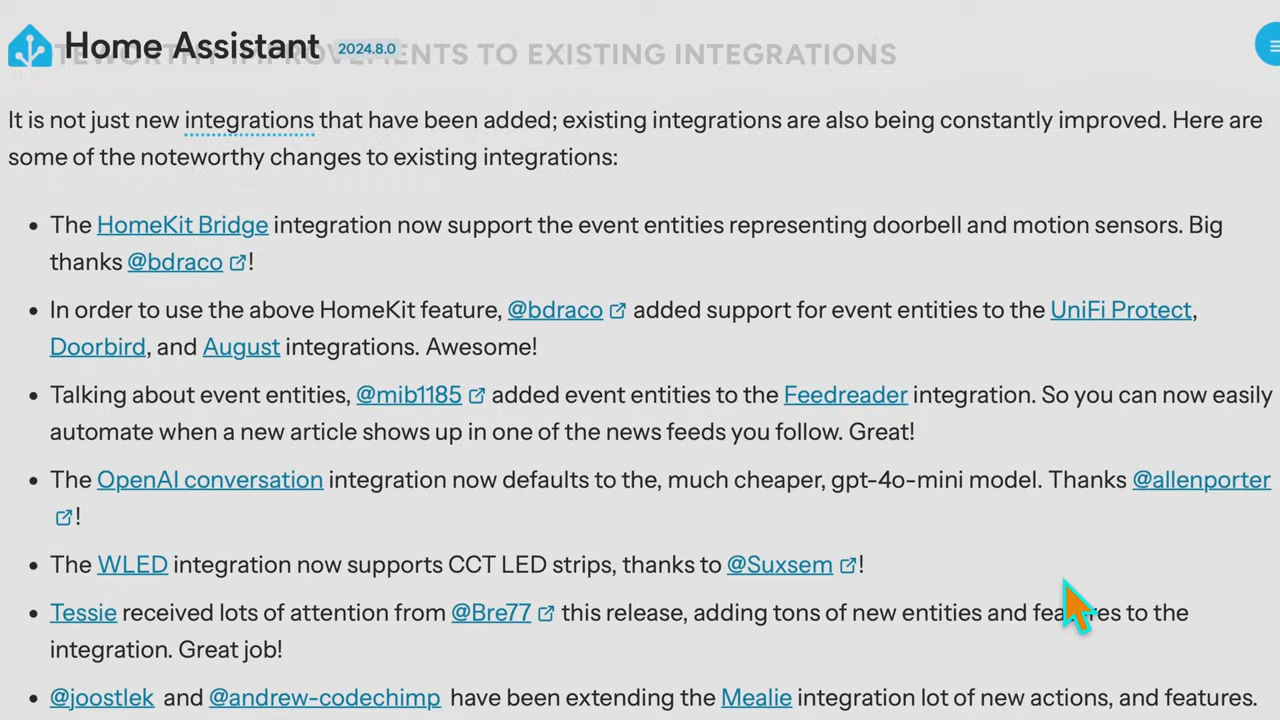 Home Assistant 2024.8.0
TEWORTHY IMPROVEMENTS TO EXISTING INTEGRATIONS
It is not just new integrations that have been added; existing integrations are also being constantly improved. Here are
some of the noteworthy changes to existing integrations:
• The HomeKit Bridge integration now support the event entities representing doorbell and motion sensors. Big
thanks @bdraco !
• In order to use the above HomeKit feature, @bdraco added support for event entities to the UniFi Protect,
Doorbird, and August integrations. Awesome!
• Talking about event entities, @mib1185 added event entities to the Feedreader integration. So you can now easily
automate when a new article shows up in one of the news feeds you follow. Great!
• The OpenAI conversation integration now defaults to the, much cheaper, gpt-4o-mini model. Thanks @allenporter
!
• The WLED integration now supports CCT LED strips, thanks to @Suxsem !
• Tessie received lots of attention from @Bre77 this release, adding tons of new entities and features to the
integration. Great job!
• @joostlek and @andrew-codechimp have been extending the Mealie integration lot of new actions, and features.